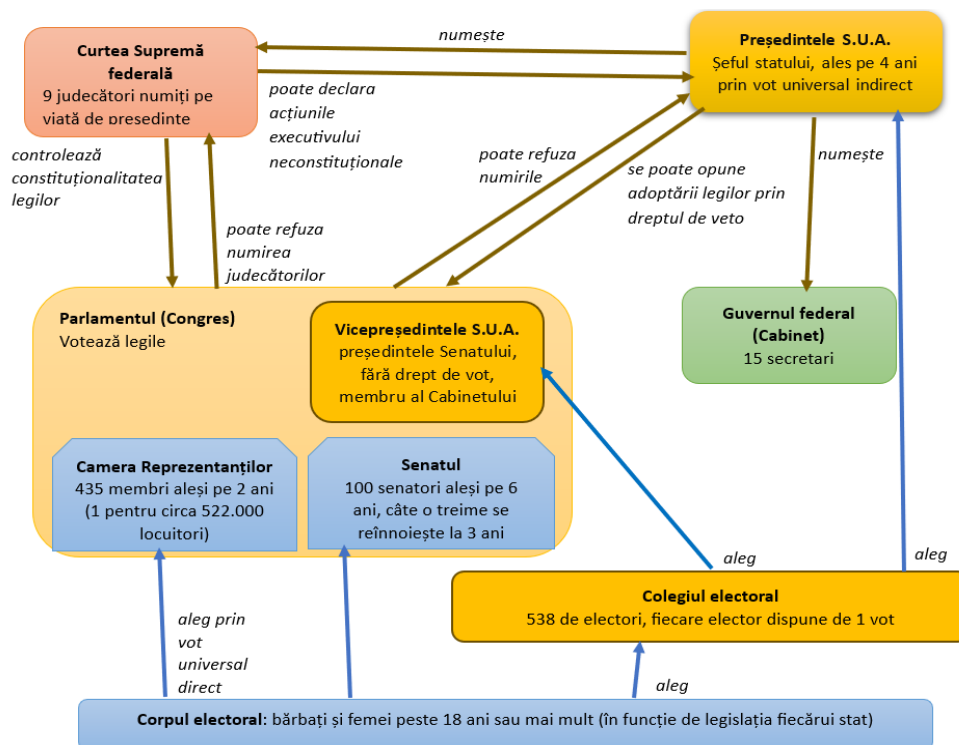 Curtea Supremă
federală
9 judecători numiți pe
viată de presedinte
numește
Președintele S.U.A.
Șeful statului, ales pe 4 ani
prin vot universal indirect
poate declara
acțiunile
executivului
neconstituționale
controlează
constituționalitatea
legilor
poate refuza
numirile
se poate opune
adoptării legilor prin
dreptul de veto
numește
poate refuza
numirea
judecătorilor
Parlamentul (Congres)
Votează legile
Vicepreședintele S.U.A.
președintele Senatului,
fără drept de vot,
membru al Cabinetului
Guvernul federal
(Cabinet)
15 secretari
Camera Reprezentanților
435 membri aleși pe 2 ani
(1 pentru circa 522.000
locuitori)
Senatul
100 senatori aleși pe 6
ani, câte o treime se
reînnoiește la 3 ani
aleg
aleg
Colegiul electoral
538 de electori, fiecare elector dispune de 1 vot
aleg prin
vot
universal
direct
aleg
Corpul electoral: bărbați și femei peste 18 ani sau mai mult (în funcție de legislația fiecărui stat)